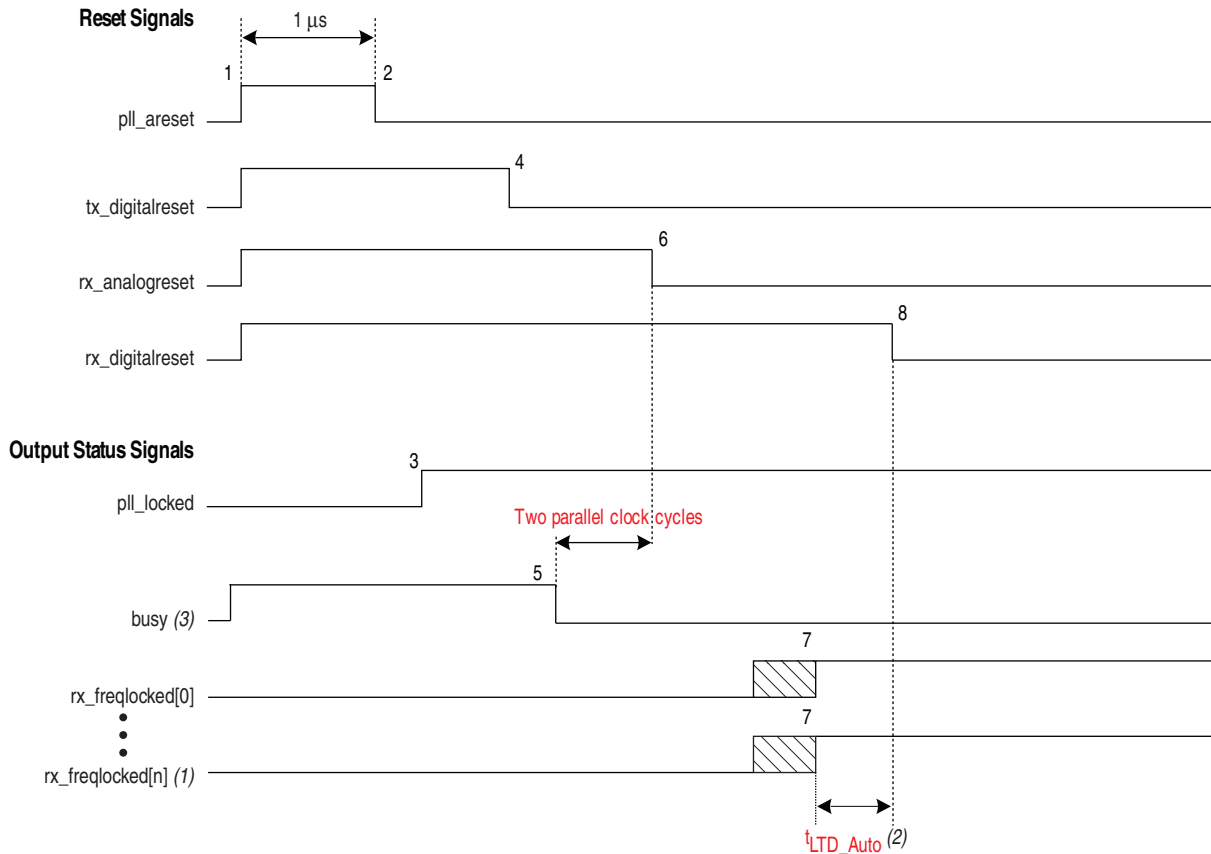 Reset Signals
1 µs
1
2
pll_areset
4
tx_digitalreset
6
rx_analogreset
8
rx_digitalreset
Output Status Signals
3
pll_locked
Two parallel clock cycles
5
busy (3)
7
rx_freqlocked[0]
7
rx_freqlocked[n] (1)
tLTD_Auto (2)